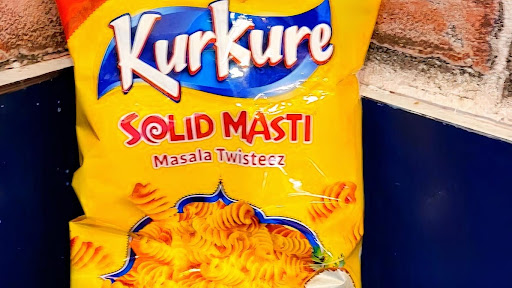 KurKure
SOLID MASTI
Masala Twisteez